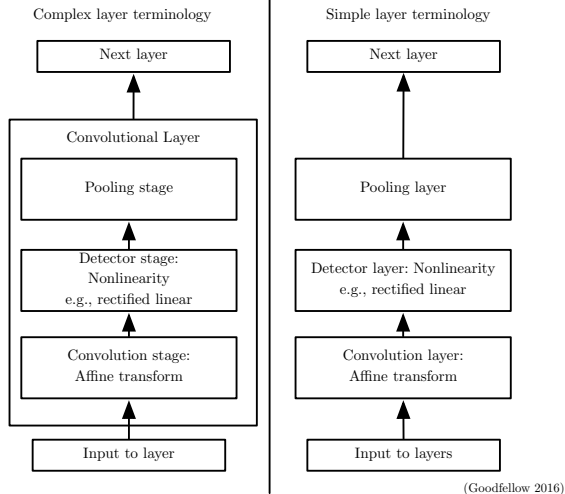 Complex layer terminology
Next layer
Convolutional Layer
Pooling stage
Detector stage:
Nonlinearity
e.g., rectified linear
Convolution stage:
Affine transform
Input to layer
Simple layer terminology
Next layer
Pooling layer
Detector layer: Nonlinearity
e.g., rectified linear
Convolution layer:
Affine transform
Input to layers
(Goodfellow 2016)